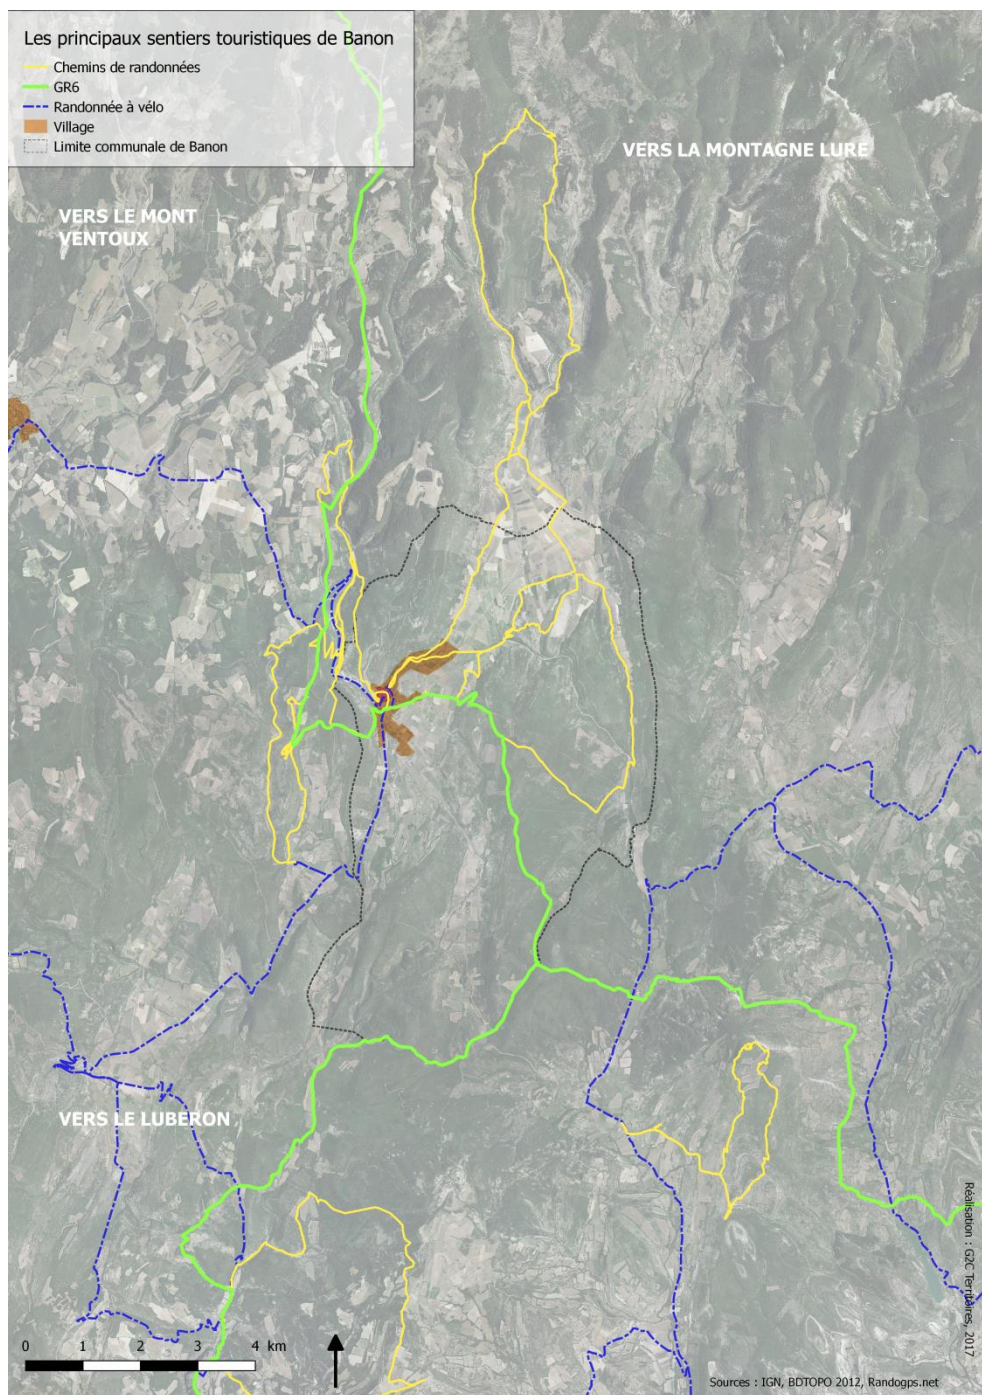 Les principaux sentiers touristiques de Banon
Chemins de randonnées
GR6
Randonnée à vélo
Village
Limite communale de Banon
VERS LA MONTAGNE LURE
VERS LE MONT
VENTOUX
VERS LE LUBERON
Réalisation : G2C Territoires, 2017
0 1 2 3 4 km
Sources : IGN, BDTOPO 2012, Randogps.net